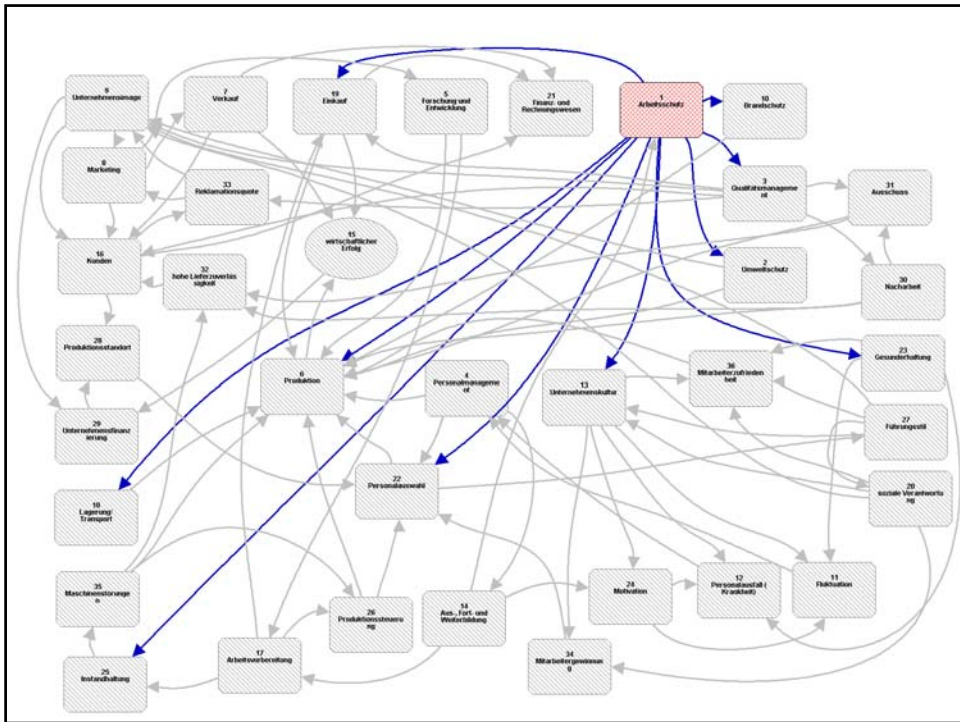 9
Unternehmensimage
7
Verkauf
19
Einkauf
5
Forschung und
Entwicklung
21
Finanz- und
Rechnungswesen
1
Arbeitsschutz
10
Brandschutz
8
Marketing
33
Reklamationsquote
3
Qualitätsmanageme
nt
31
Ausschuss
15
wirtschaftlicher
Erfolg
16
Kunden
32
hohe Lieferzuverläs
sigkeit
2
Umweltschutz
30
Nacharbeit
28
Produktionsstandort
6
Produktion
4
Personalmanageme
nt
13
Unternehmenskultur
36
Mitarbeiterzufrieden
heit
23
Gesunderhaltung
29
Unternehmensfinanz
ierung
27
Führungsstil
22
Personalauswahl
20
soziale Verantwortu
ng
18
Lagerung/
Transport
35
Maschinenstörunge
n
26
Produktionssteueru
ng
14
Aus-, Fort- und
Weiterbildung
24
Motivation
12
Personalausfall (
Krankheit)
11
Fluktuation
17
Arbeitsvorbereitung
34
Mitarbeitergewinnun
g
25
Instandhaltung